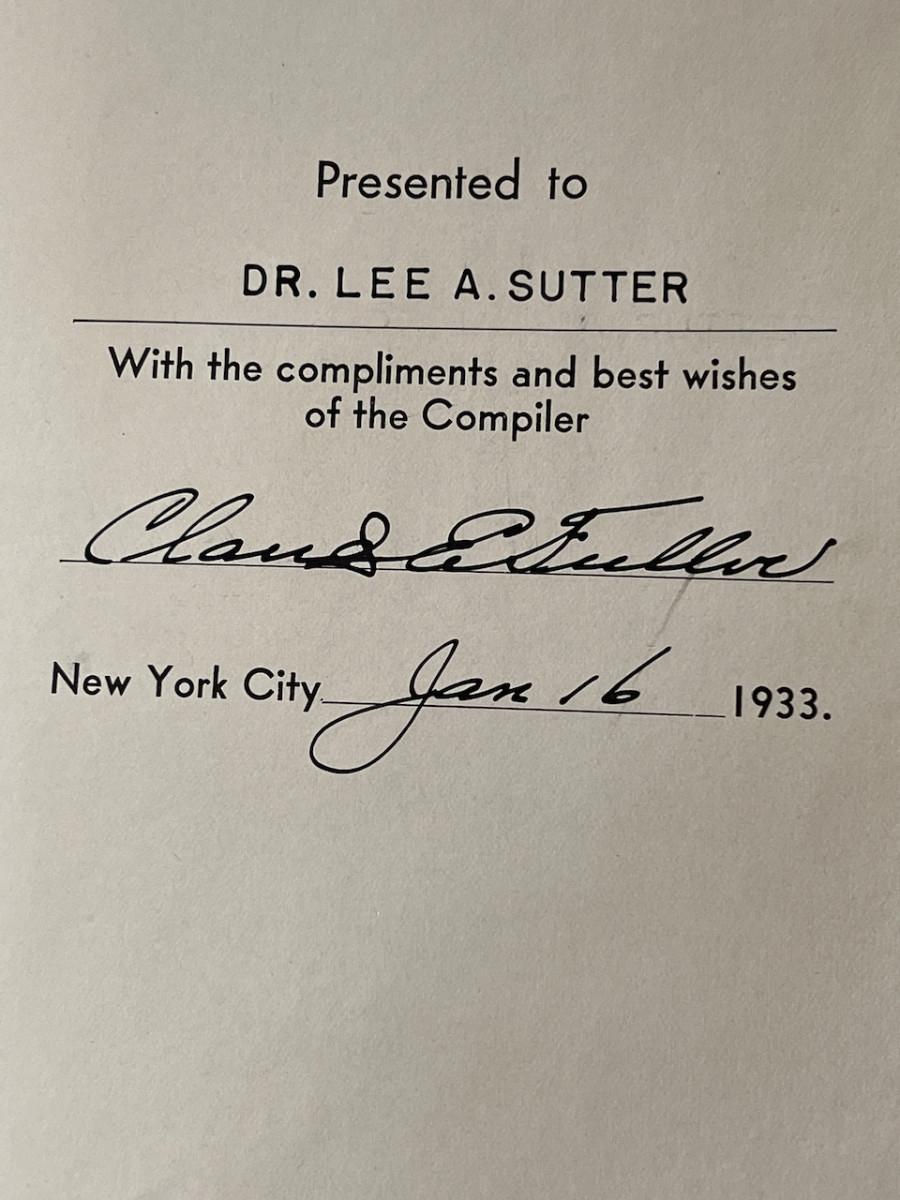 Presented to
DR. LEE A. SUTTER
With the compliments and best wishes
of the Compiler
Claud E Fuller
New York City Jan 16 1933.